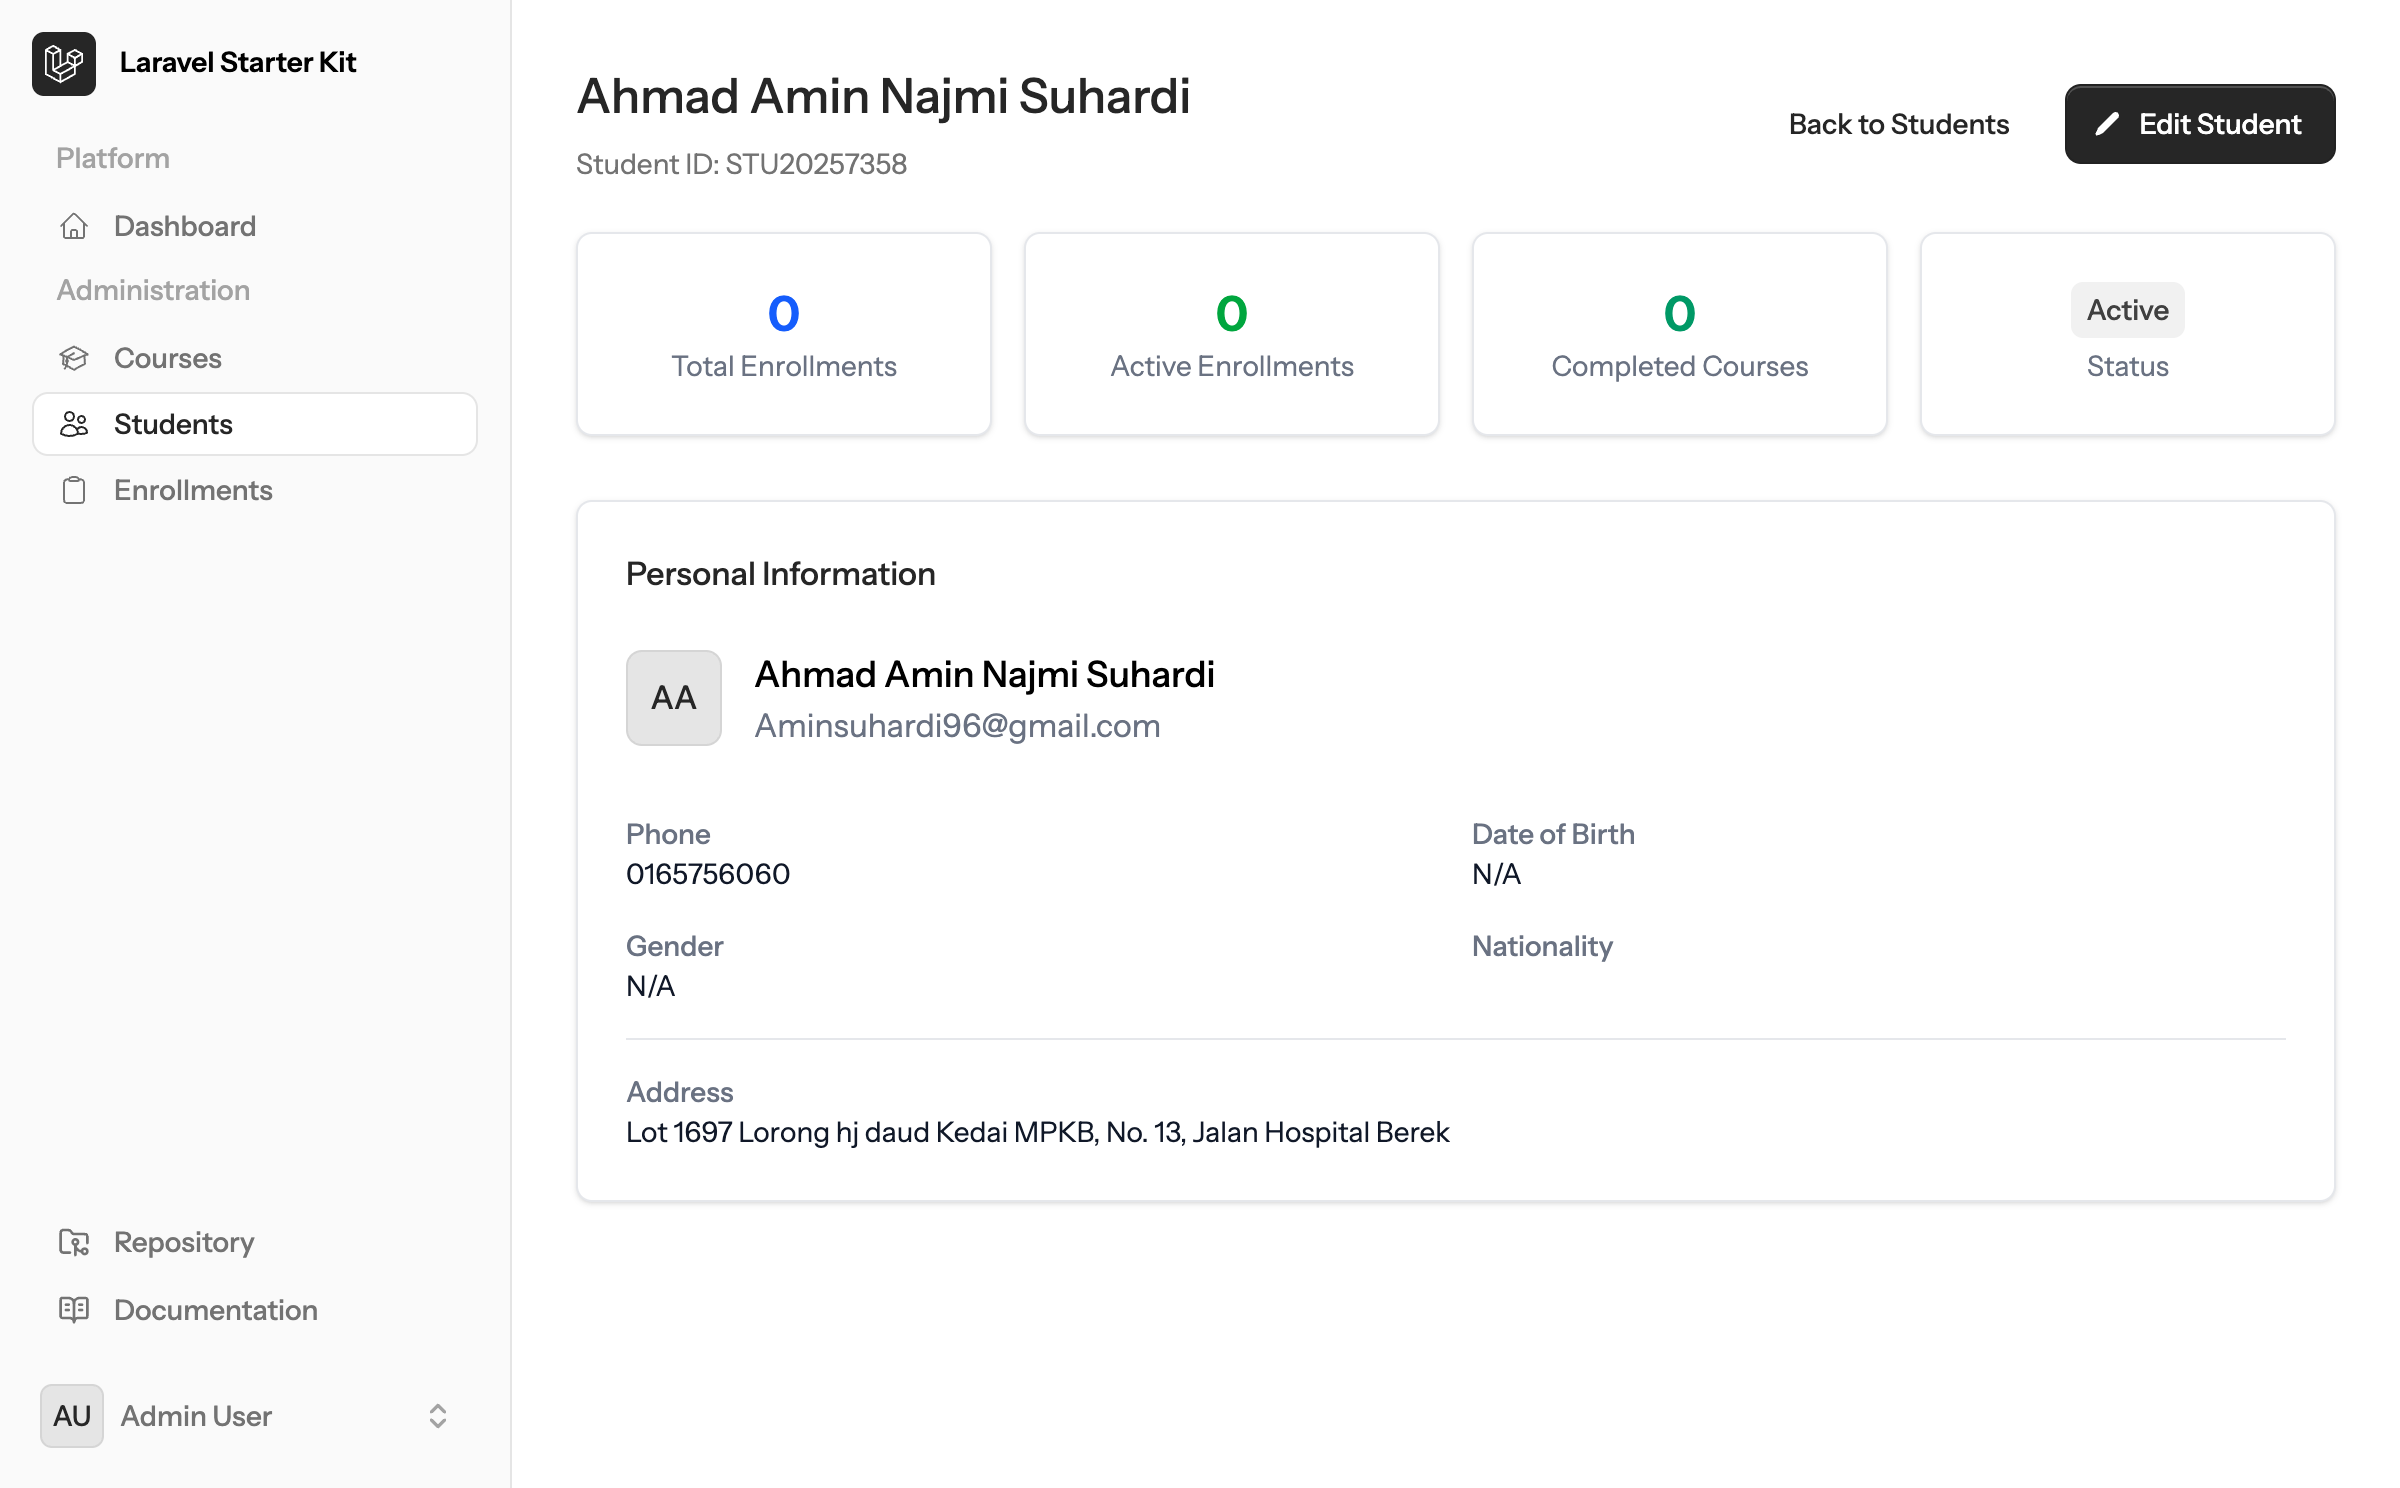 Laravel Starter Kit
Platform
Dashboard
Administration
Courses
Students
Enrollments
Repository
Documentation
AU
Admin User
Ahmad Amin Najmi Suhardi
Student ID: STU20257358
Back to Students
Edit Student
0
Total Enrollments
0
Active Enrollments
0
Completed Courses
Active
Status
Personal Information
AA
Ahmad Amin Najmi Suhardi
Aminsuhardi96@gmail.com
Phone
0165756060
Date of Birth
N/A
Gender
N/A
Nationality
Address
Lot 1697 Lorong hj daud Kedai MPKB, No. 13, Jalan Hospital Berek